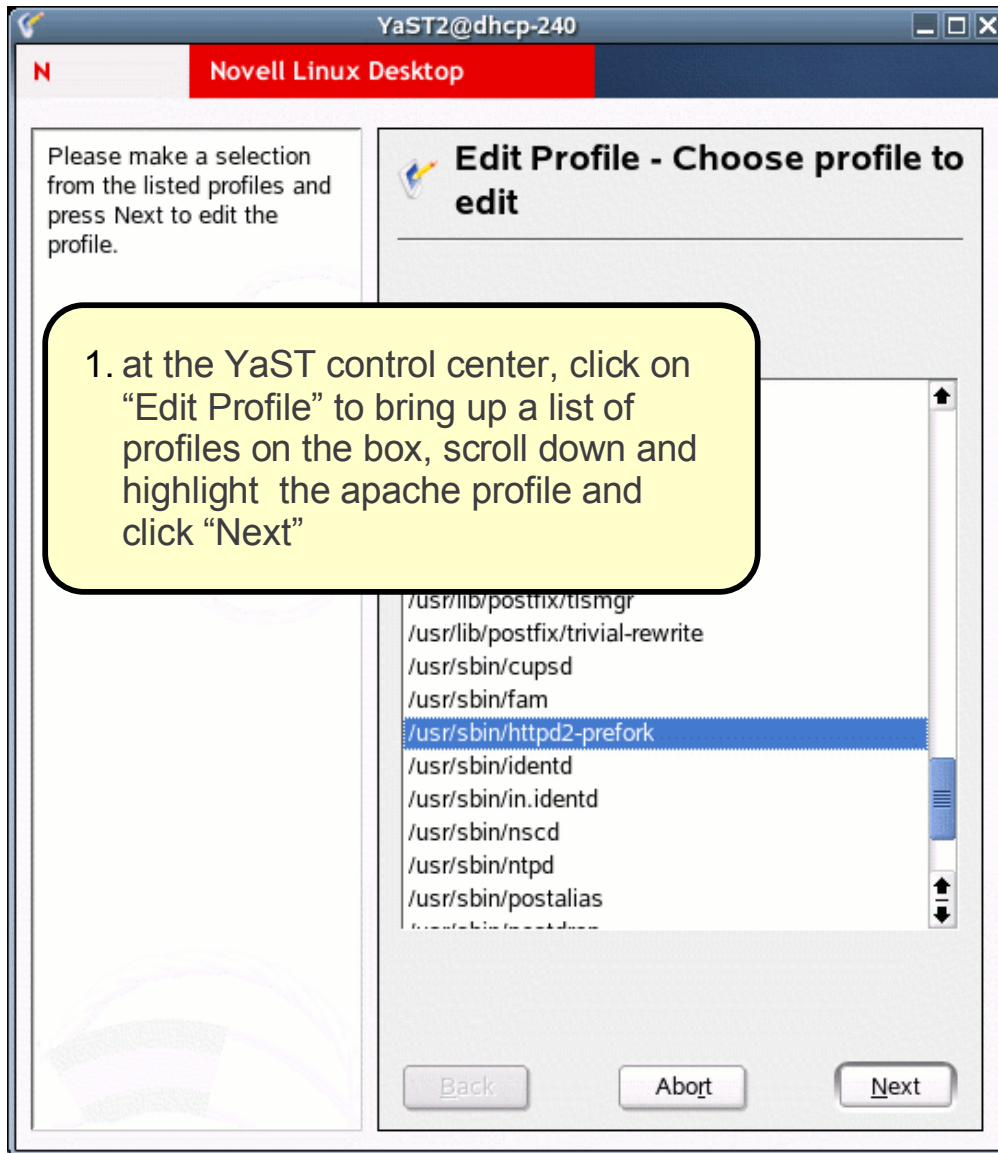 YaST2@dhcp-240
N Novell Linux Desktop
Please make a selection
from the listed profiles and
press Next to edit the
profile.
Edit Profile - Choose profile to
edit
1. at the YaST control center, click on
“Edit Profile” to bring up a list of
profiles on the box, scroll down and
highlight the apache profile and
click “Next”
/usr/lib/postfix/tlsmgr
/usr/lib/postfix/trivial-rewrite
/usr/sbin/cupsd
/usr/sbin/fam
/usr/sbin/httpd2-prefork
/usr/sbin/identd
/usr/sbin/in.identd
/usr/sbin/nscd
/usr/sbin/ntpd
/usr/sbin/postalias
Back
Abort
Next